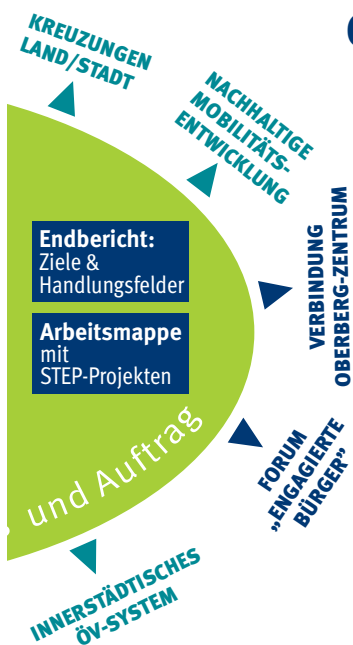 KREUZUNGEN
LAND/STADT
NACHHALTIGE
MOBILITÄTS-
ENTWICKLUNG
Endbericht:
Ziele &
Handlungsfelder
VERBINDUNG
OBERBERG-ZENTRUM
Arbeitsmappe
mit
STEP-Projekten
und Auftrag
FORUM
„ENGAGIERTE
BÜRGER”
INNERSTÄDTISCHES
ÖV-SYSTEM